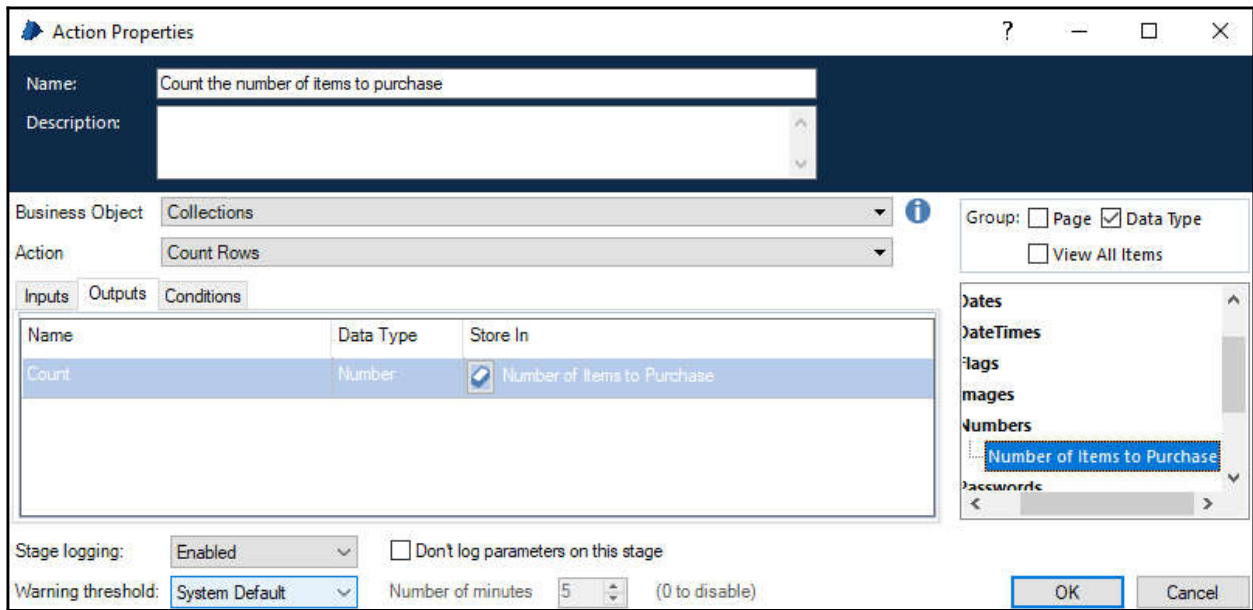 Action Properties
?
Name: Count the number of items to purchase
Description:
Business Object Collections
Group: Page Data Type
View All Items
Action Count Rows
Inputs Outputs Conditions
Name Data Type Store In
Count Number Number of Items to Purchase
Dates
DateTimes
Flags
Images
Numbers
Number of Items to Purchase
Passwords
Stage logging: Enabled Don't log parameters on this stage
Warning threshold: System Default Number of minutes 5 (0 to disable)
OK Cancel